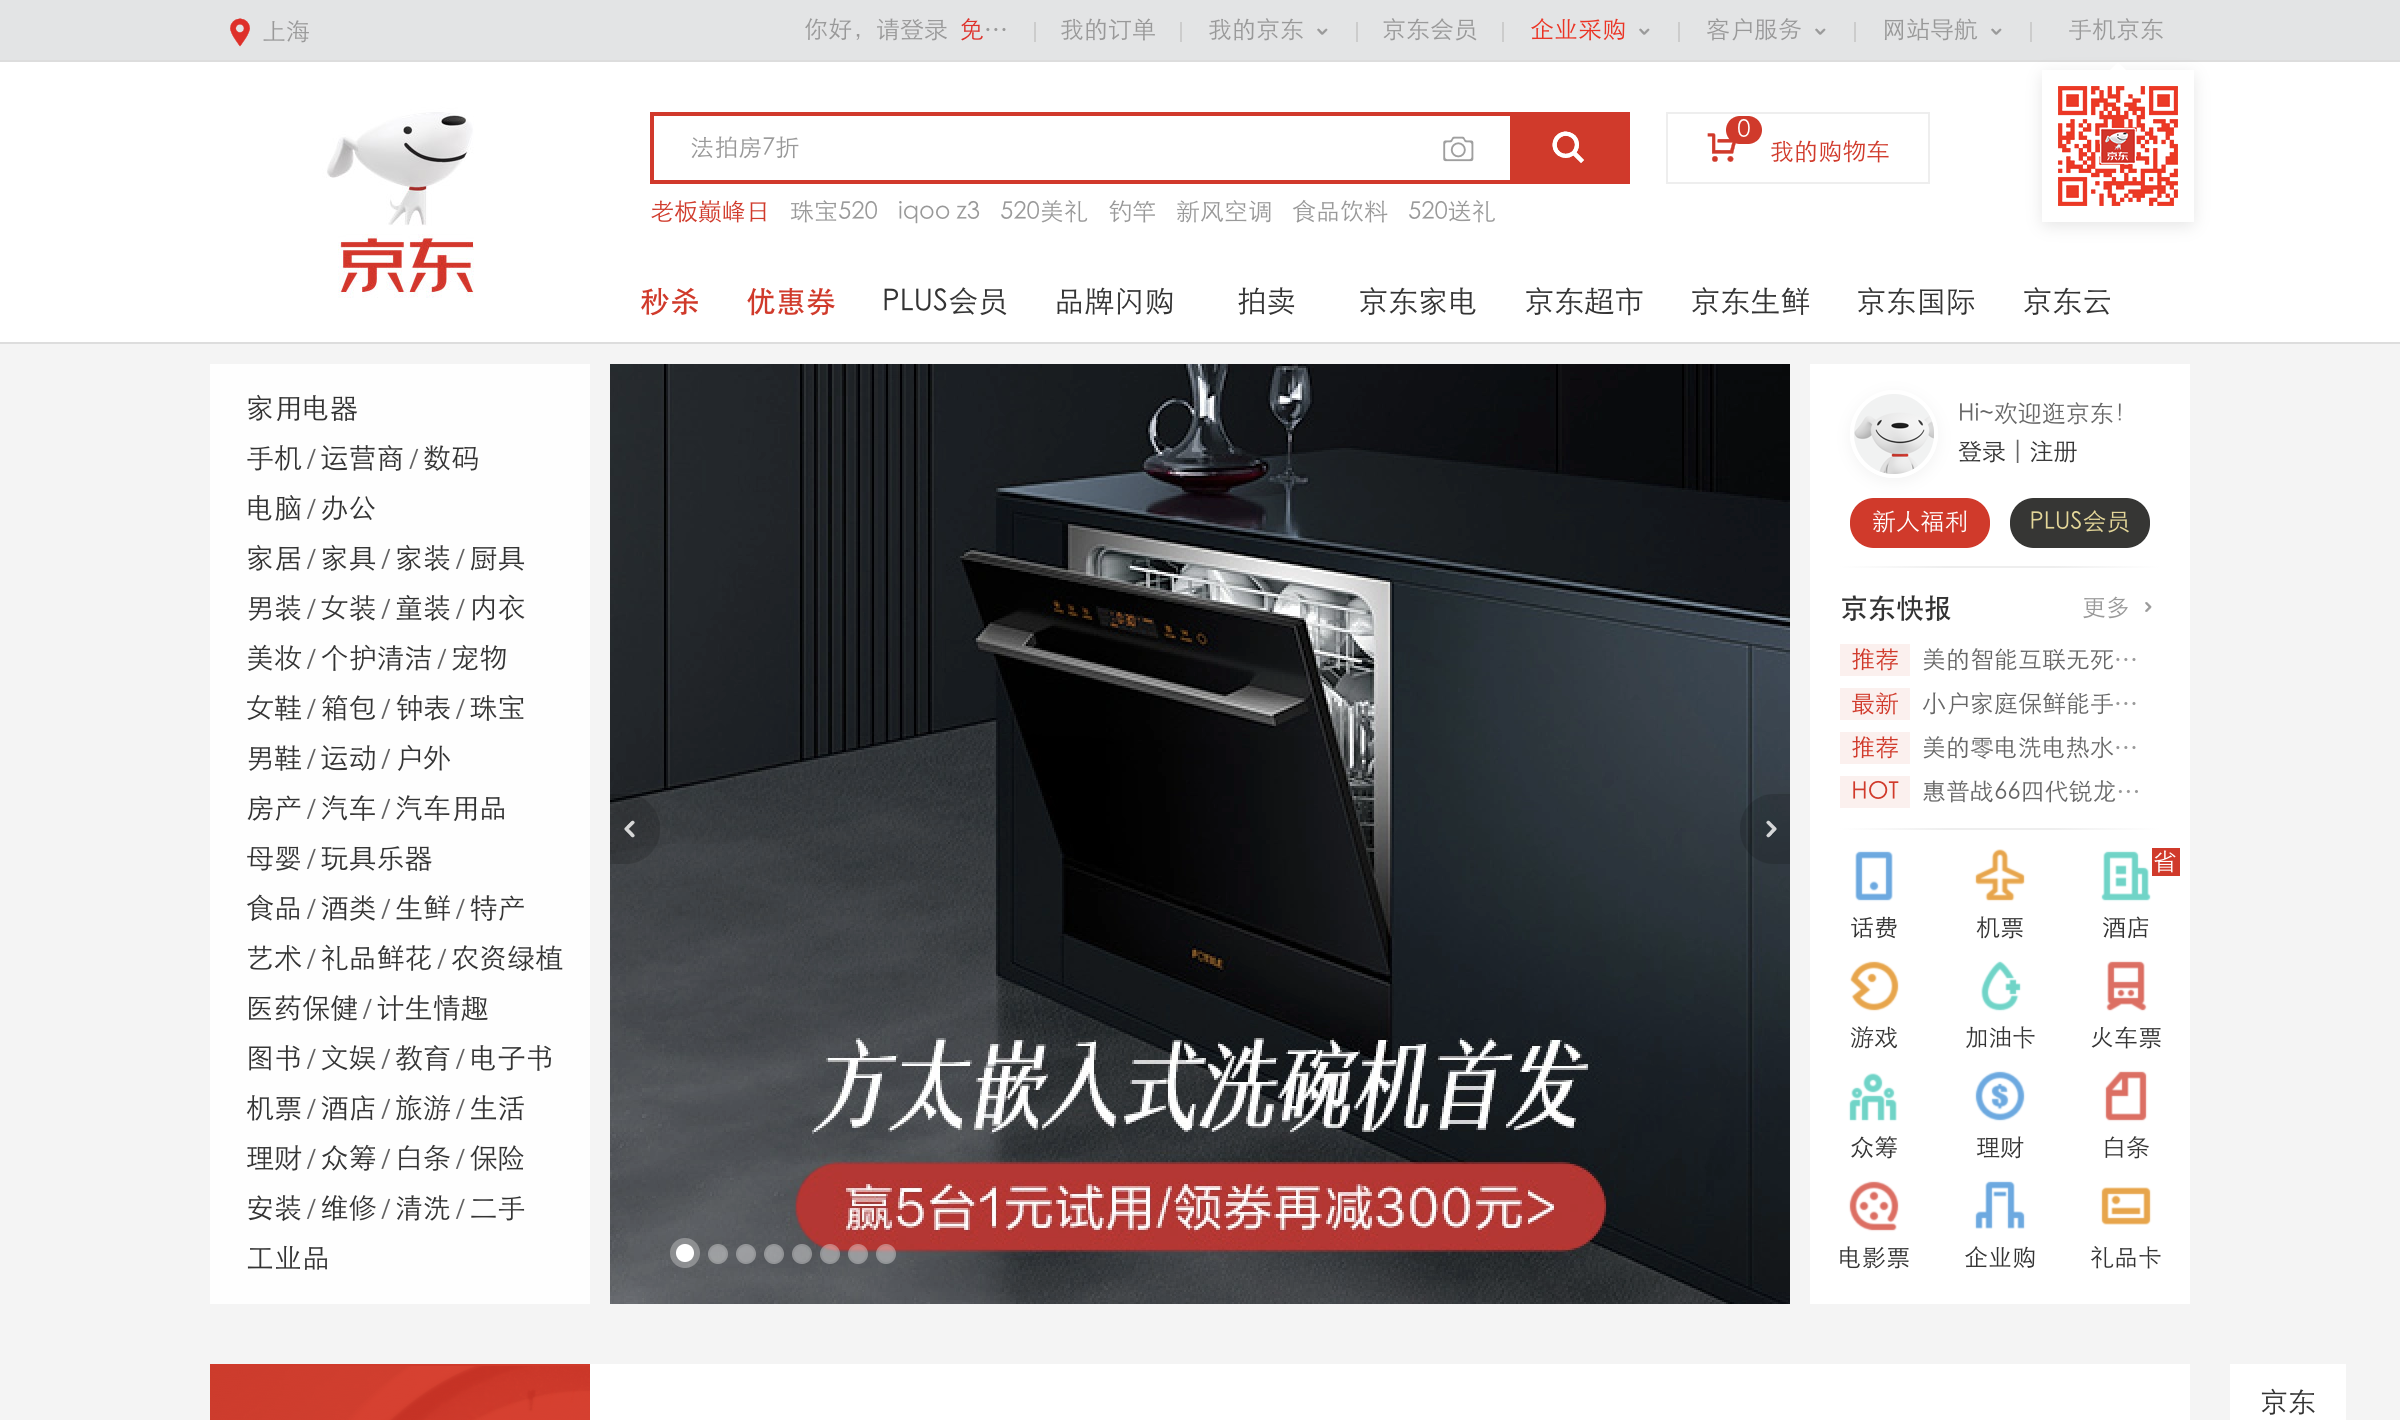 上海
你好，请登录 免···
我的订单
我的京东
京东会员
企业采购
客户服务
网站导航
手机京东
京东
法拍房7折
0
我的购物车
京东
老板巅峰日 珠宝520 iqoo z3 520美礼 钓竿 新风空调 食品饮料 520送礼
秒杀 优惠券 PLUS会员 品牌闪购 拍卖 京东家电 京东超市 京东生鲜 京东国际 京东云
家用电器
手机 / 运营商 / 数码
电脑 / 办公
家居 / 家具 / 家装 / 厨具
男装 / 女装 / 童装 / 内衣
美妆 / 个护清洁 / 宠物
女鞋 / 箱包 / 钟表 / 珠宝
男鞋 / 运动 / 户外
房产 / 汽车 / 汽车用品
母婴 / 玩具乐器
食品 / 酒类 / 生鲜 / 特产
艺术 / 礼品鲜花 / 农资绿植
医药保健 / 计生情趣
图书 / 文娱 / 教育 / 电子书
机票 / 酒店 / 旅游 / 生活
理财 / 众筹 / 白条 / 保险
安装 / 维修 / 清洗 / 二手
工业品
FOTILE
方太嵌入式洗碗机首发
赢5台1元试用/领券再减300元>
Hi~欢迎逛京东！
登录 | 注册
新人福利
PLUS会员
京东快报
更多
推荐 美的智能互联无死···
最新 小户家庭保鲜能手···
推荐 美的零电洗电热水···
HOT 惠普战66四代锐龙···
省
话费 机票 酒店
游戏 加油卡 火车票
众筹 理财 白条
电影票 企业购 礼品卡
京东